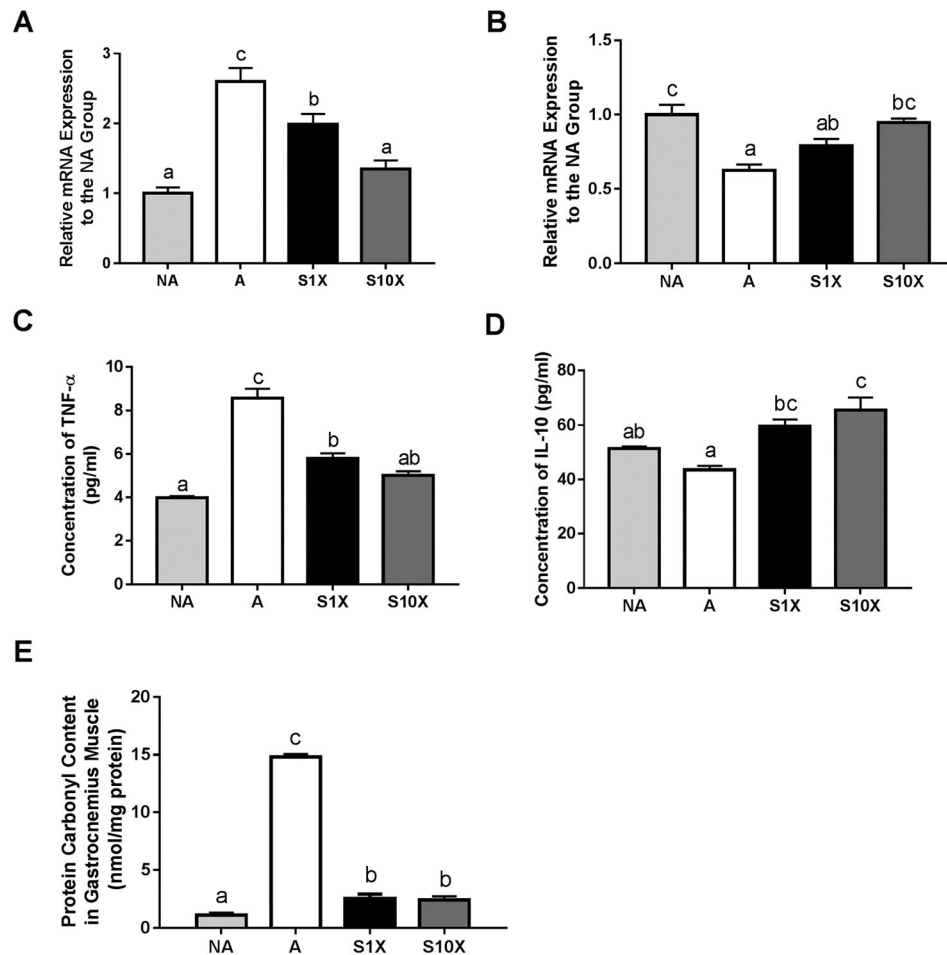 A
Relative mRNA Expression
to the NA Group
3
2
1
0
a
c
b
a
NA A S1X S10X
B
Relative mRNA Expression
to the NA Group
1.5
1.0
0.5
0.0
c
a
ab
bc
NA A S1X S10X
C
Concentration of TNF-α
(pg/ml)
10
8
6
4
2
0
a
c
b
ab
NA A S1X S10X
D
Concentration of IL-10 (pg/ml)
80
60
40
20
0
ab
a
bc
c
NA A S1X S10X
E
Protein Carbonyl Content
in Gastrocnemius Muscle
(nmol/mg protein)
20
15
10
5
0
a
c
b
b
NA A S1X S10X